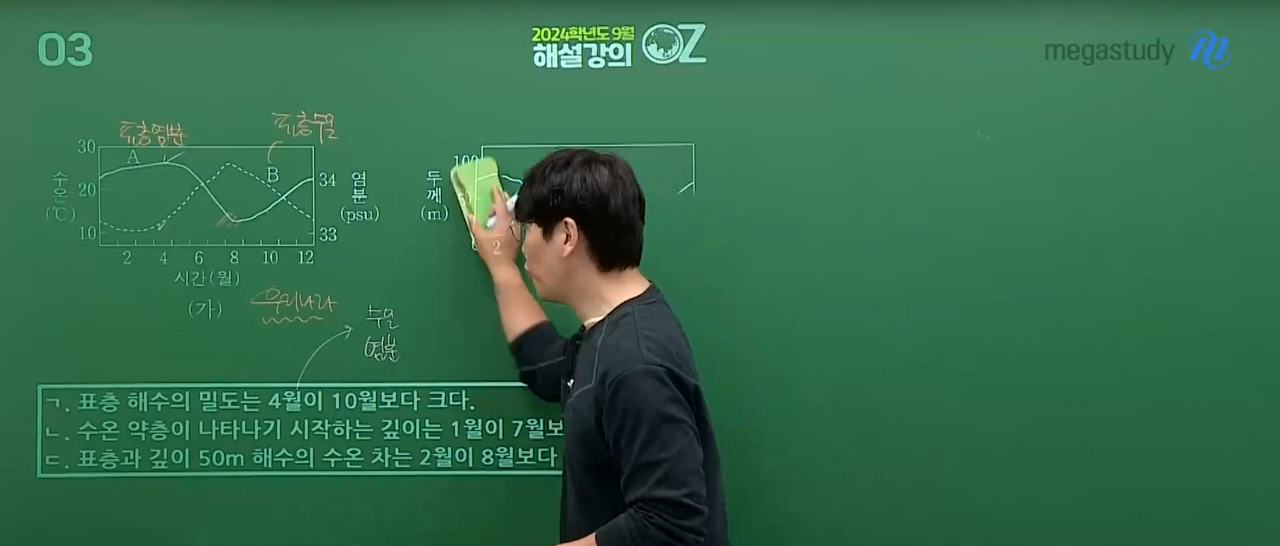 03
2024학년도 9월
해설강의 OZ
megastudy
표층염분
표층수온
30
20
10
수온
(℃)
A
B
34
33
염분
(psu)
2 4 6 8 10 12
시간(월)
(가)
우리나라
수온
염분
100
두께
(m)
2
ㄱ. 표층 해수의 밀도는 4월이 10월보다 크다.
ㄴ. 수온 약층이 나타나기 시작하는 깊이는 1월이 7월보
ㄷ. 표층과 깊이 50m 해수의 수온 차는 2월이 8월보다